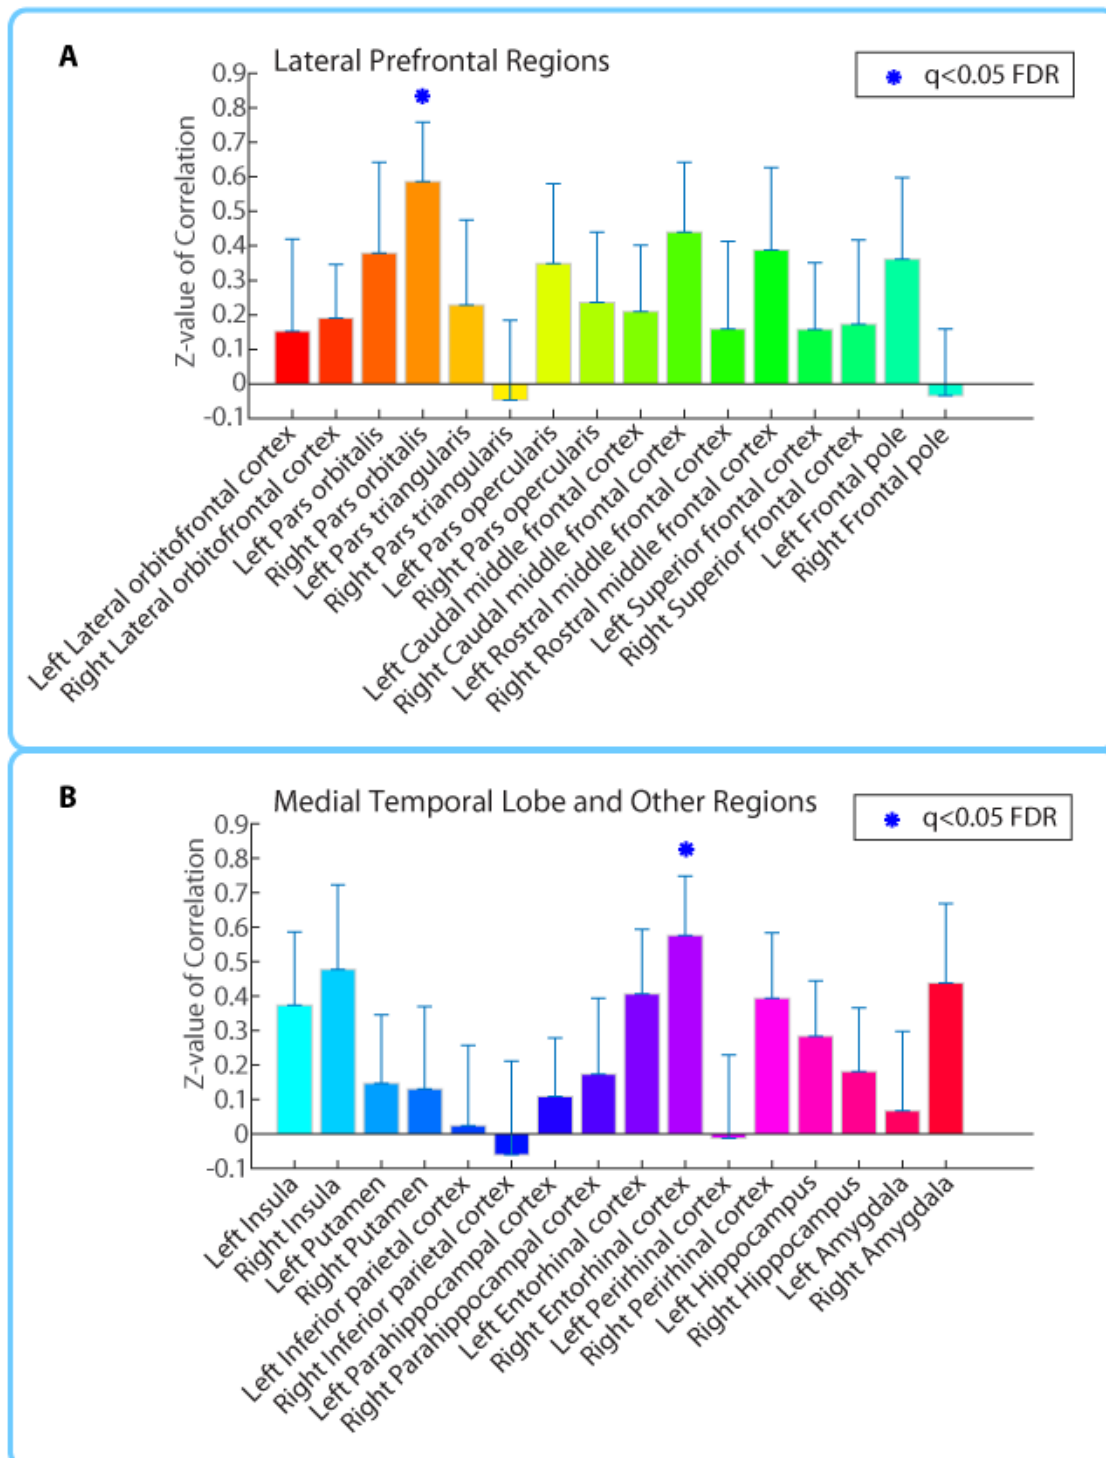 A
Lateral Prefrontal Regions
q<0.05 FDR
Z-value of Correlation
0.9
0.8
0.7
0.6
0.5
0.4
0.3
0.2
0.1
0
-0.1
Left Lateral orbitofrontal cortex
Right Lateral orbitofrontal cortex
Left Pars orbitalis
Right Pars orbitalis
Left Pars triangularis
Right Pars triangularis
Left Pars opercularis
Right Pars opercularis
Left Caudal middle frontal cortex
Right Caudal middle frontal cortex
Left Rostral middle frontal cortex
Right Rostral middle frontal cortex
Left Superior frontal cortex
Right Superior frontal cortex
Left Frontal pole
Right Frontal pole
B
Medial Temporal Lobe and Other Regions
q<0.05 FDR
Z-value of Correlation
0.9
0.8
0.7
0.6
0.5
0.4
0.3
0.2
0.1
0
-0.1
Left Insula
Right Insula
Left Putamen
Right Putamen
Left Inferior parietal cortex
Right Inferior parietal cortex
Left Parahippocampal cortex
Right Parahippocampal cortex
Left Entorhinal cortex
Right Entorhinal cortex
Left Perirhinal cortex
Right Perirhinal cortex
Left Hippocampus
Right Hippocampus
Left Amygdala
Right Amygdala